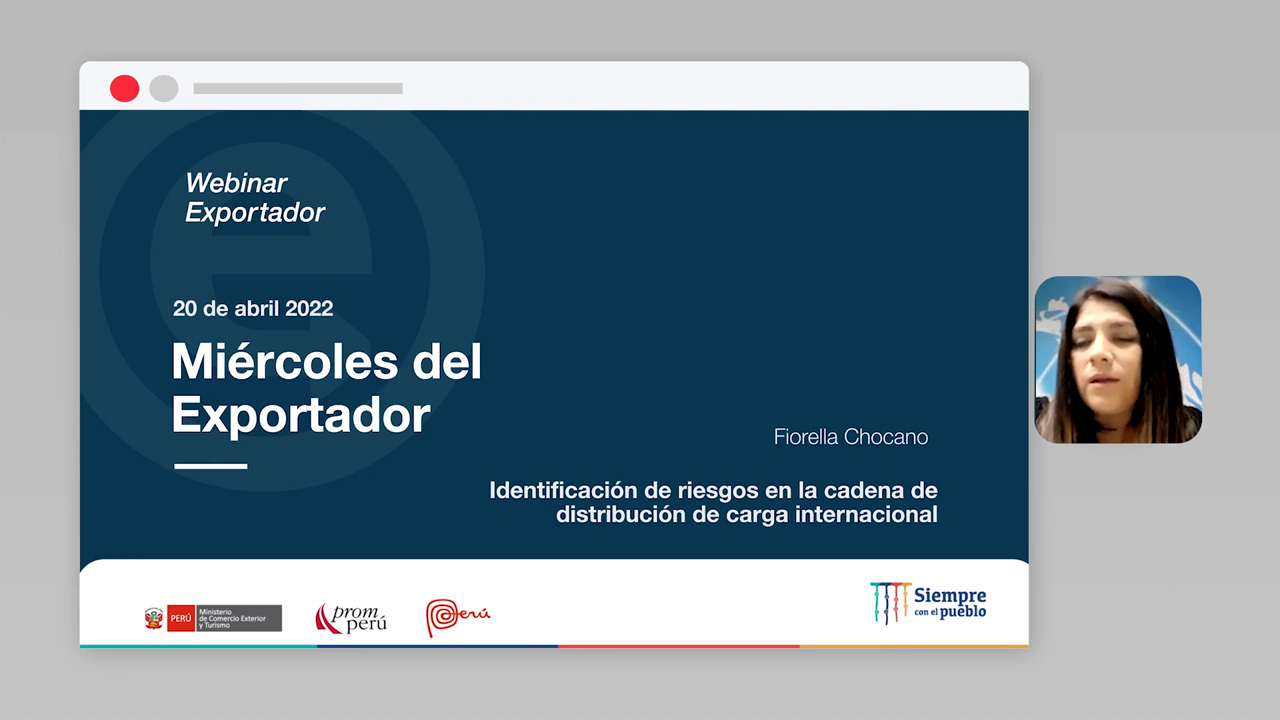 Webinar
Exportador
20 de abril 2022
Miércoles del
Exportador
Fiorella Chocano
Identificación de riesgos en la cadena de
distribución de carga internacional
PERÚ
Ministerio
de Comercio Exterior
y Turismo
prom
perú
Perú
Siempre
con el pueblo